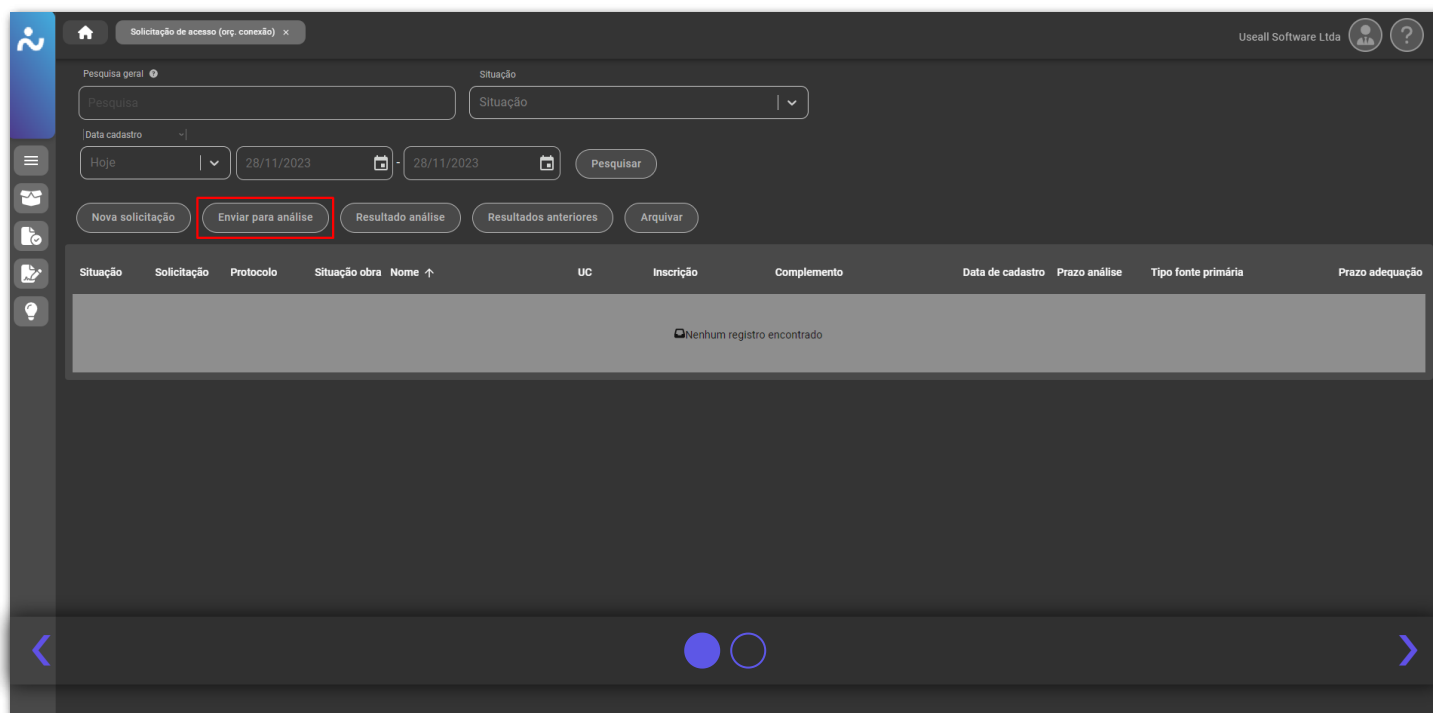 Solicitação de acesso (orç. conexão) ×
Useall Software Ltda
?
Pesquisa geral ?
Situação
Pesquisa
Situação
Data cadastro
Hoje
28/11/2023 - 28/11/2023
Pesquisar
Nova solicitação
Enviar para análise
Resultado análise
Resultados anteriores
Arquivar
Situação Solicitação Protocolo Situação obra Nome ↑ UC Inscrição Complemento Data de cadastro Prazo análise Tipo fonte primária Prazo adequação
Nenhum registro encontrado